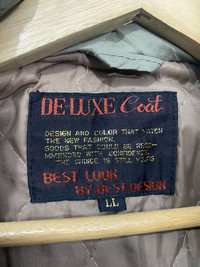 DE-LUXE Coat
DESIGN AND COLOR THAT MATCH
THE NEW FASHION.
GOODS THAT COULD BE RECO-
MMENDED WITH CONFIDENCE.
THE CHOICE IS STILL YOURS
BEST LOOK
BY BEST DESIGN
LL